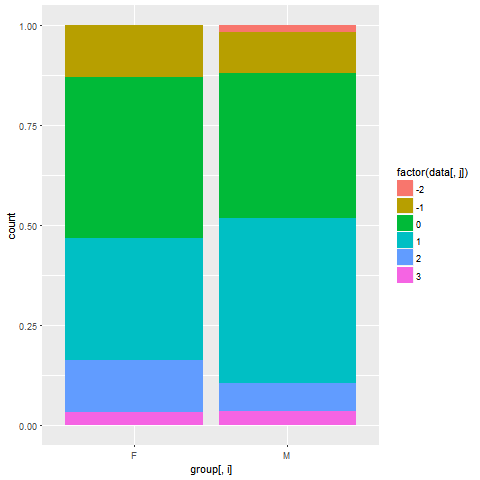 1.00
0.75
0.50
0.25
0.00
count
F M
group[, i]
factor(data[, j])
-2
-1
0
1
2
3